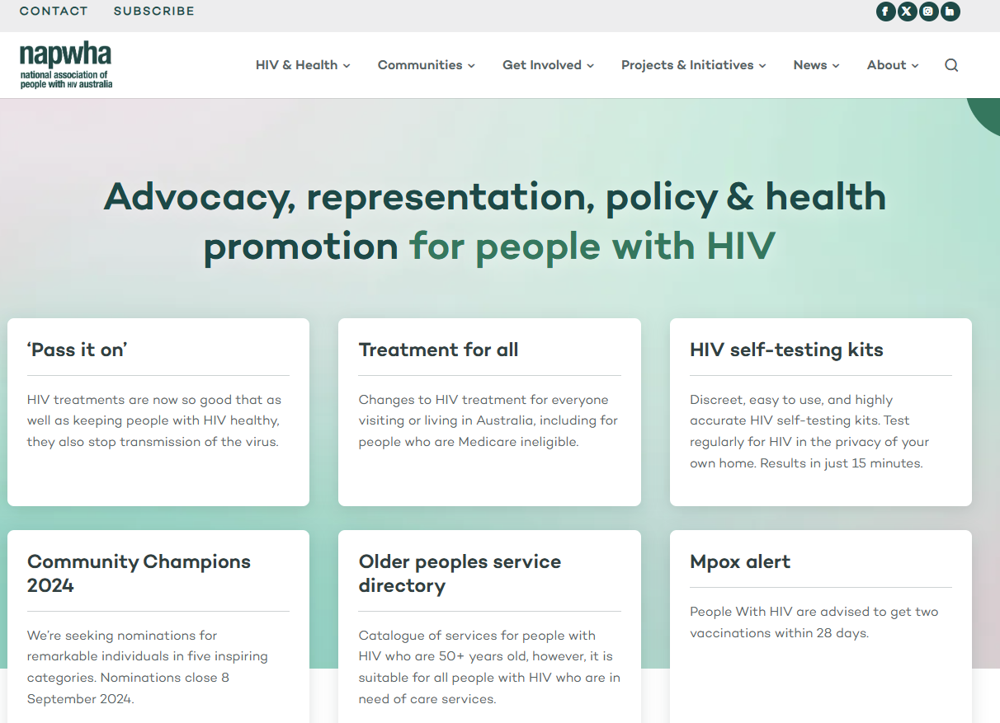 CONTACT SUBSCRIBE
napwha
national association of
people with HIV australia
HIV & Health Communities Get Involved Projects & Initiatives News About
Advocacy, representation, policy & health
promotion for people with HIV
‘Pass it on’
HIV treatments are now so good that as
well as keeping people with HIV healthy,
they also stop transmission of the virus.
Treatment for all
Changes to HIV treatment for everyone
visiting or living in Australia, including for
people who are Medicare ineligible.
HIV self-testing kits
Discreet, easy to use, and highly
accurate HIV self-testing kits. Test
regularly for HIV in the privacy of your
own home. Results in just 15 minutes.
Community Champions
2024
We’re seeking nominations for
remarkable individuals in five inspiring
categories. Nominations close 8
September 2024.
Older peoples service
directory
Catalogue of services for people with
HIV who are 50+ years old, however, it is
suitable for all people with HIV who are in
need of care services.
Mpox alert
People With HIV are advised to get two
vaccinations within 28 days.